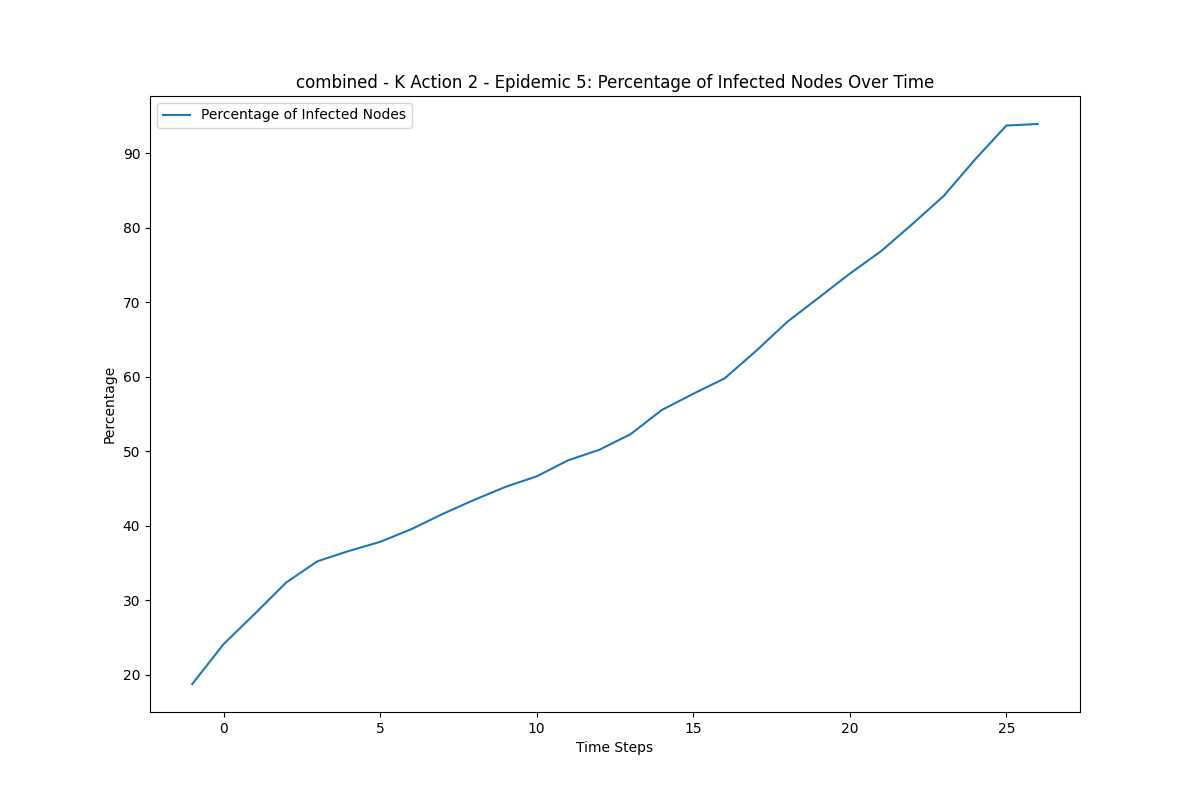 combined - K Action 2 - Epidemic 5: Percentage of Infected Nodes Over Time
Percentage of Infected Nodes
90
80
70
60
50
40
30
20
Percentage
0 5 10 15 20 25
Time Steps